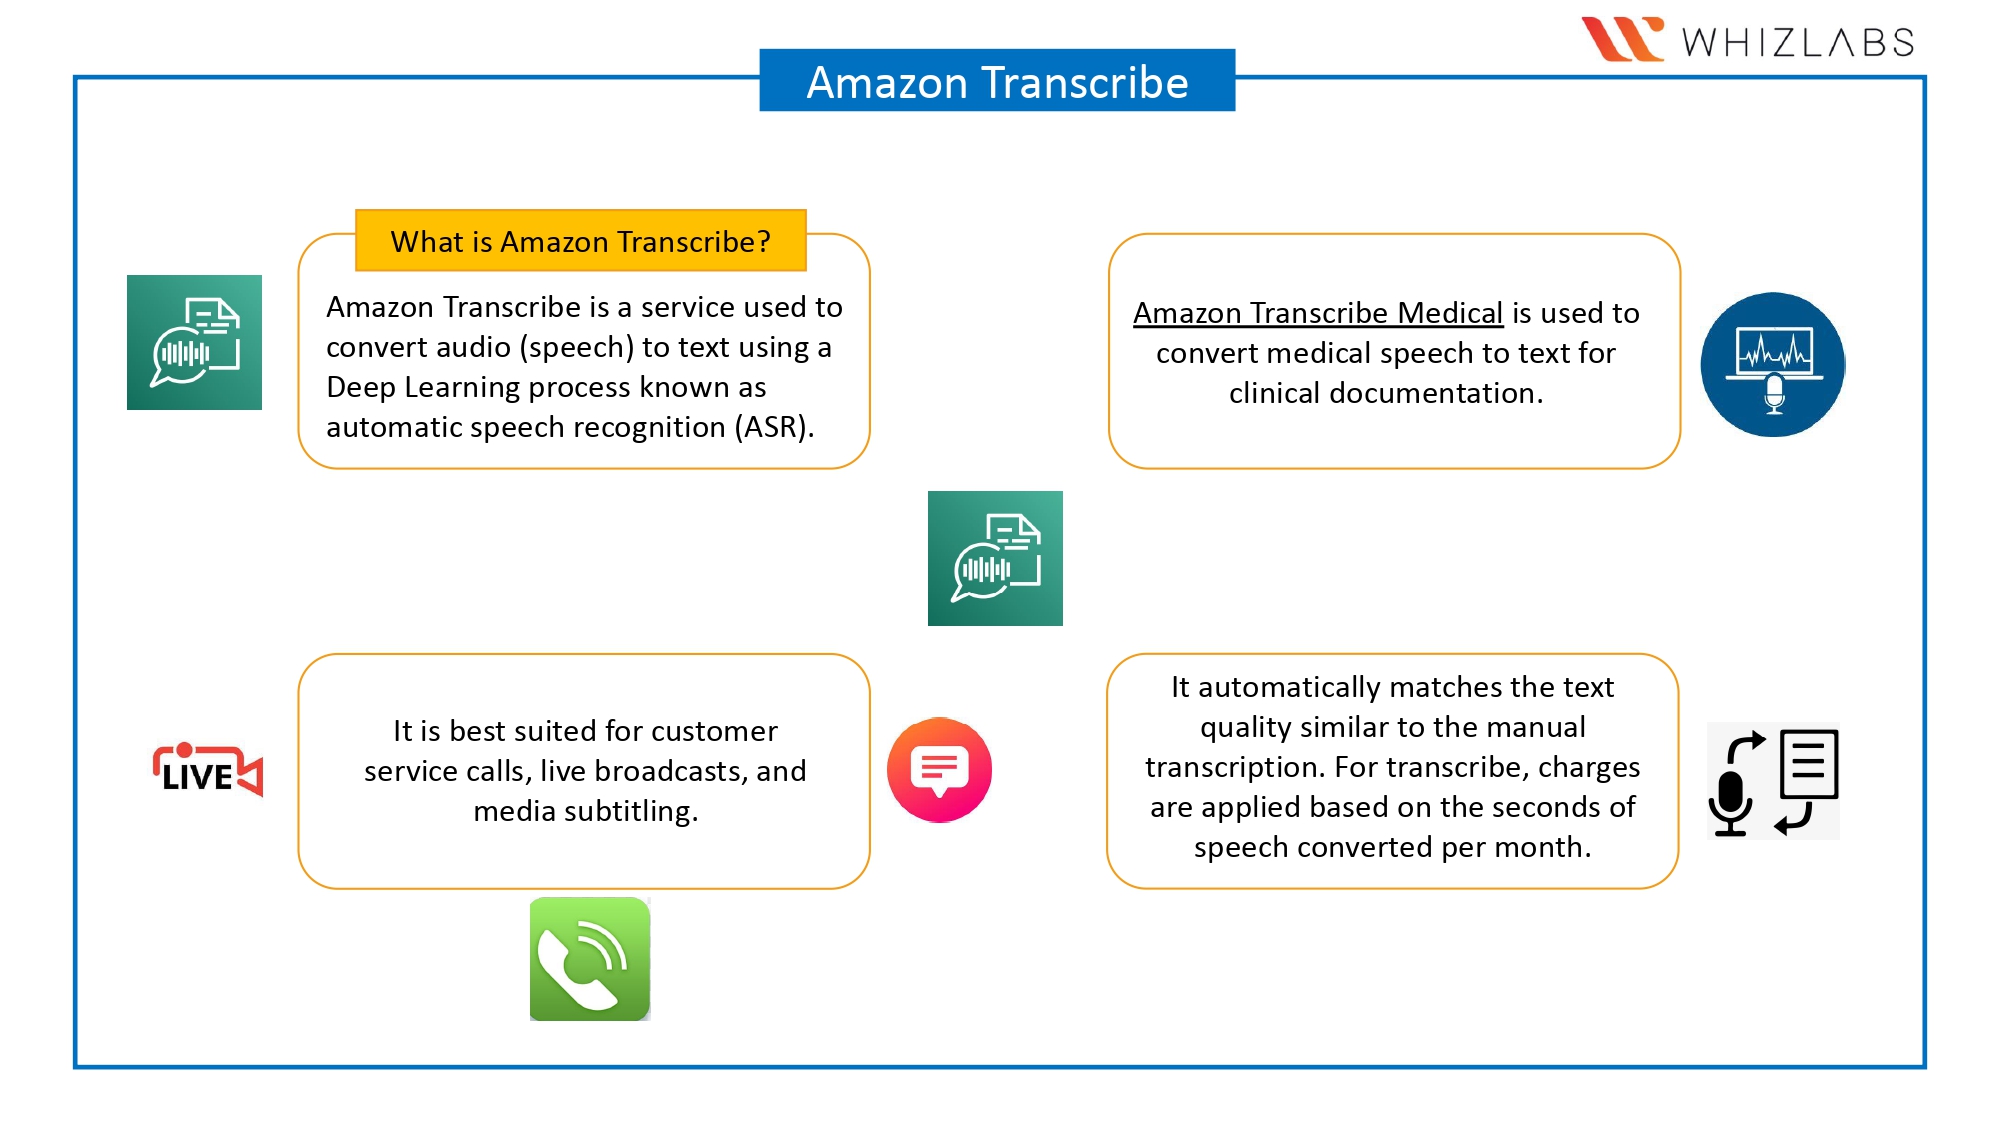 WHIZLABS
Amazon Transcribe
What is Amazon Transcribe?
Amazon Transcribe is a service used to
convert audio (speech) to text using a
Deep Learning process known as
automatic speech recognition (ASR).
Amazon Transcribe Medical is used to
convert medical speech to text for
clinical documentation.
LIVE
It is best suited for customer
service calls, live broadcasts, and
media subtitling.
It automatically matches the text
quality similar to the manual
transcription. For transcribe, charges
are applied based on the seconds of
speech converted per month.